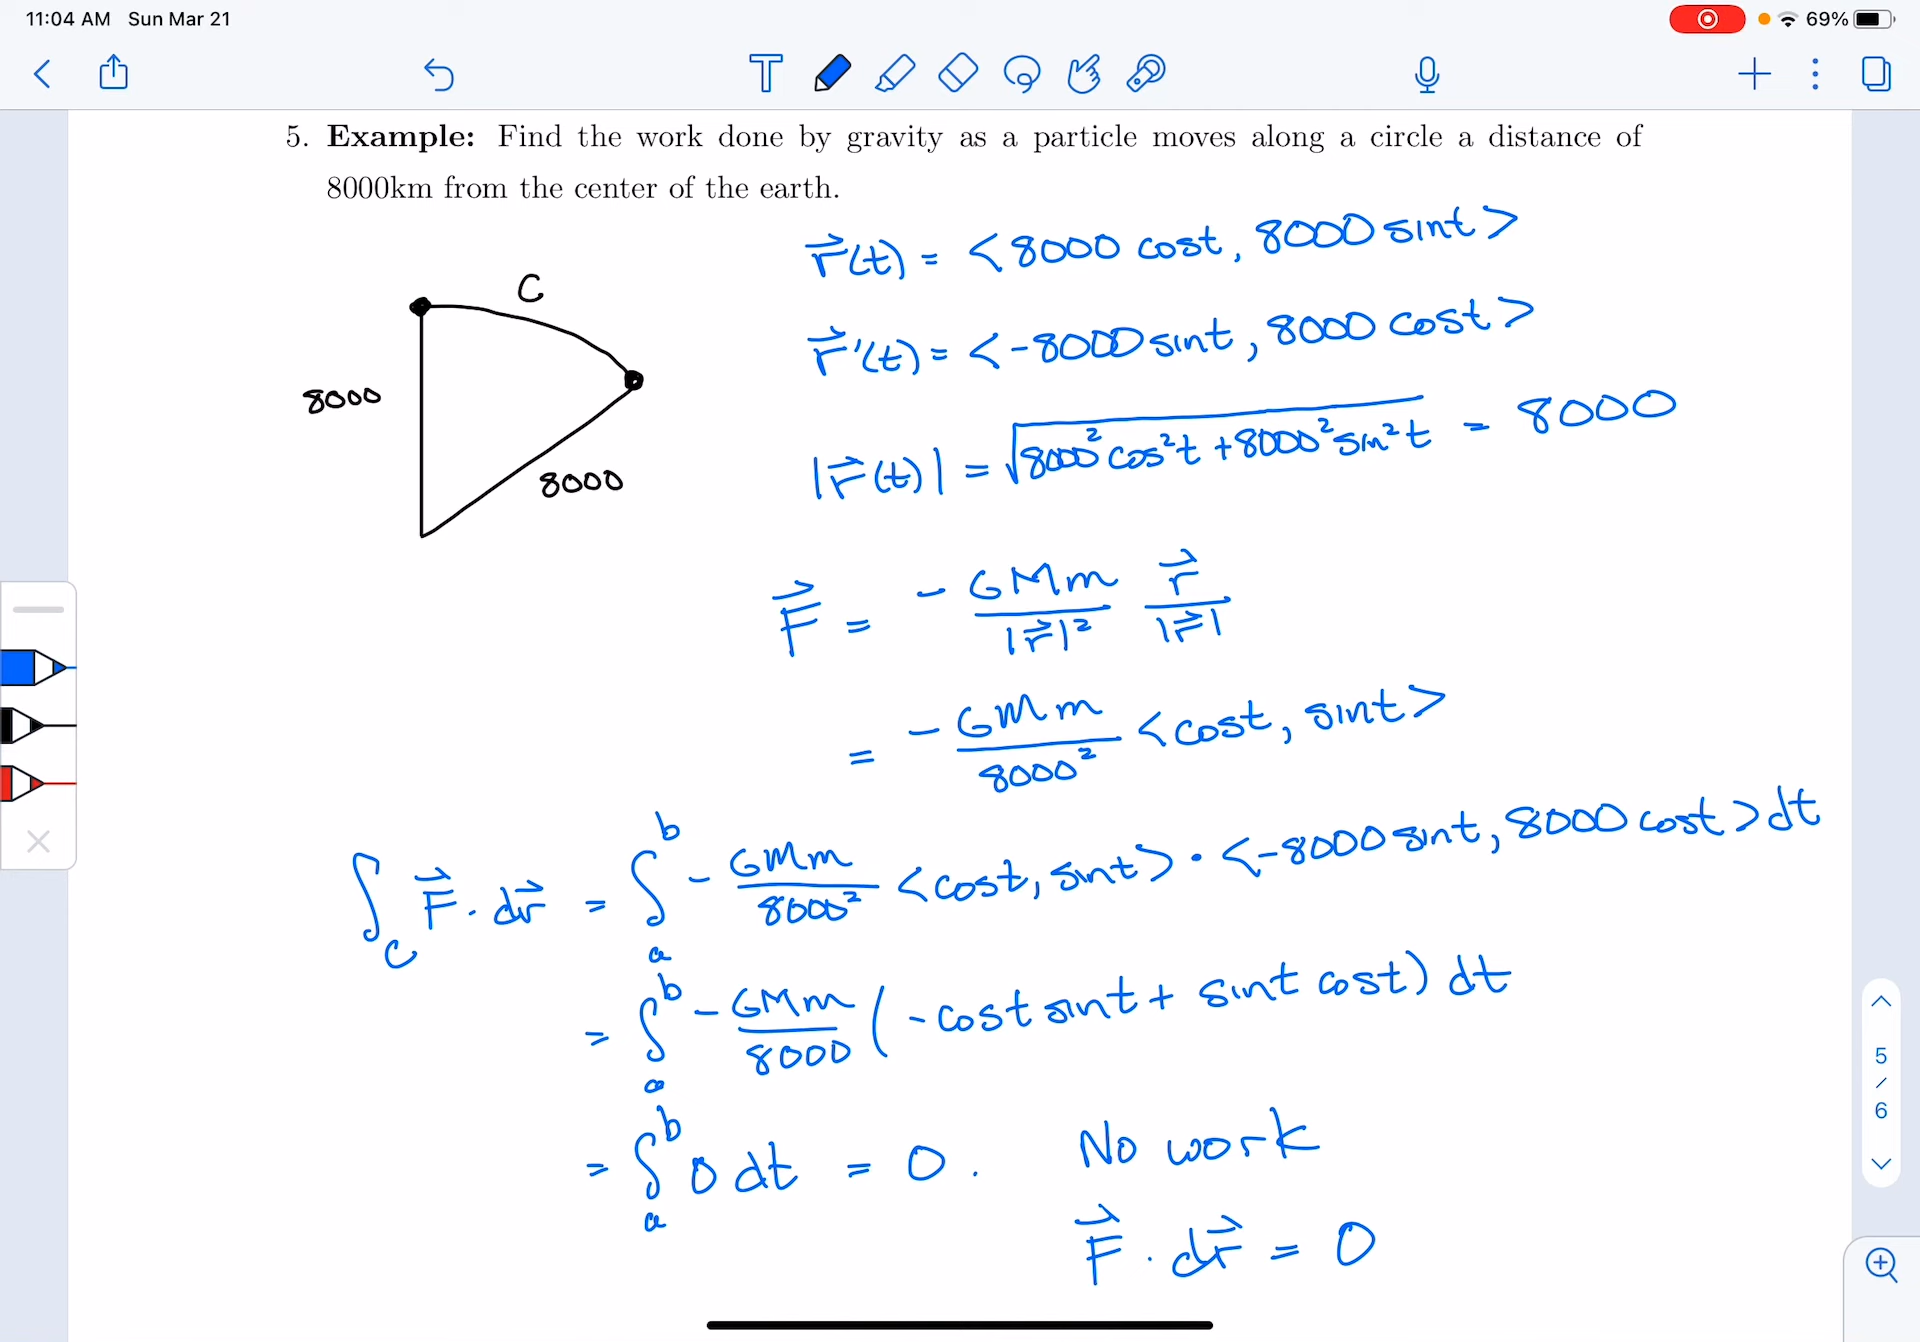 11:04 AM Sun Mar 21
69%
5. Example: Find the work done by gravity as a particle moves along a circle a distance of
8000km from the center of the earth.
r⃗(t) = <8000 cost, 8000 sint>
C
r⃗'(t) = <-8000 sint, 8000 cost>
8000
|r⃗(t)| = √(8000² cos²t + 8000² sin²t) = 8000
8000
F⃗ = -GMm/|r⃗|² r⃗/|r⃗|
= -GMm/8000² <cost, sint>
∫_C F⃗ · dr⃗ = ∫_a^b -GMm/8000² <cost, sint> · <-8000 sint, 8000 cost> dt
= ∫_a^b -GMm/8000 (-cost sint + sint cost) dt
= ∫_a^b 0 dt = 0. No work
F⃗ · dr⃗ = 0
5
/
6